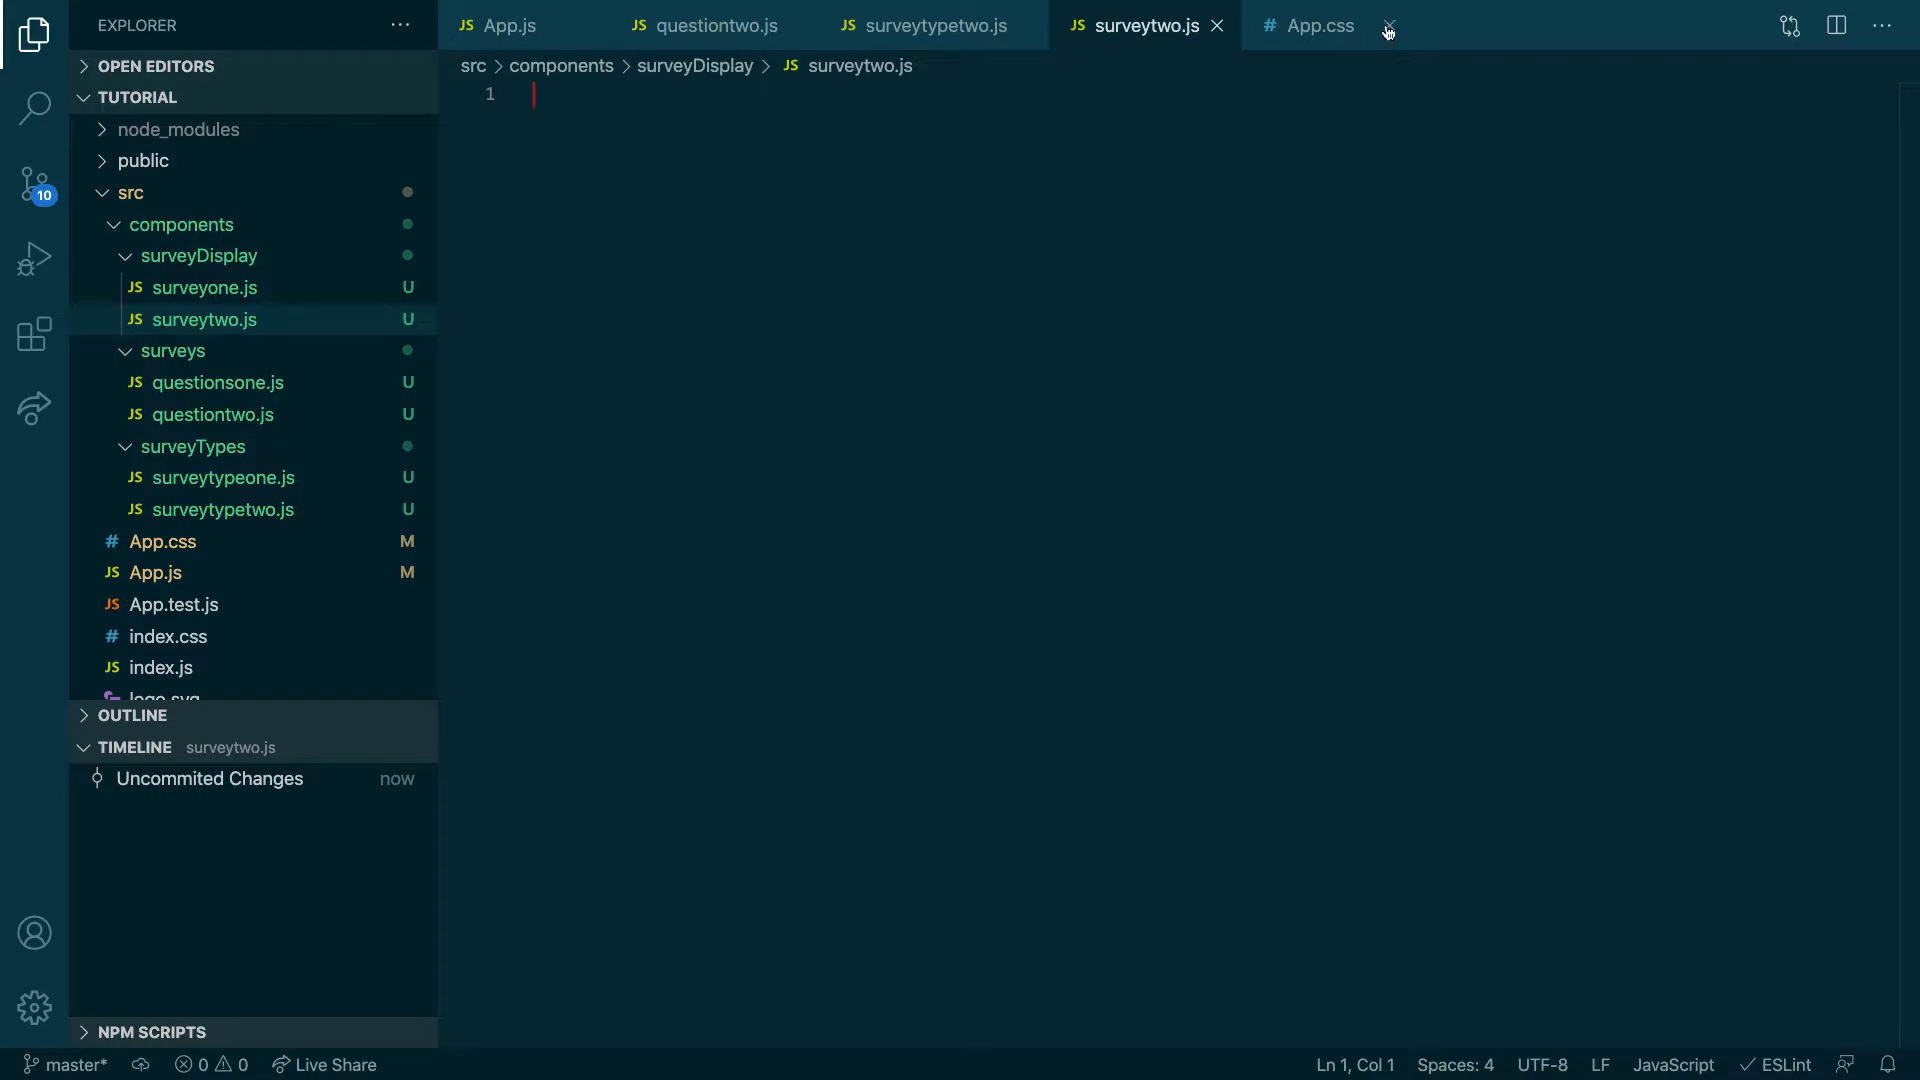 EXPLORER
App.js
questiontwo.js
surveytypetwo.js
surveytwo.js
App.css
OPEN EDITORS
src > components > surveyDisplay > JS surveytwo.js
TUTORIAL
1
node_modules
public
src
10
components
surveyDisplay
JS surveyone.js U
JS surveytwo.js U
surveys
JS questionsone.js U
JS questiontwo.js U
surveyTypes
JS surveytypeone.js U
JS surveytypetwo.js U
# App.css M
JS App.js M
JS App.test.js
# index.css
JS index.js
logo.svg
OUTLINE
TIMELINE surveytwo.js
Uncommited Changes now
NPM SCRIPTS
master* 0 0 Live Share
Ln 1, Col 1 Spaces: 4 UTF-8 LF JavaScript ESLint